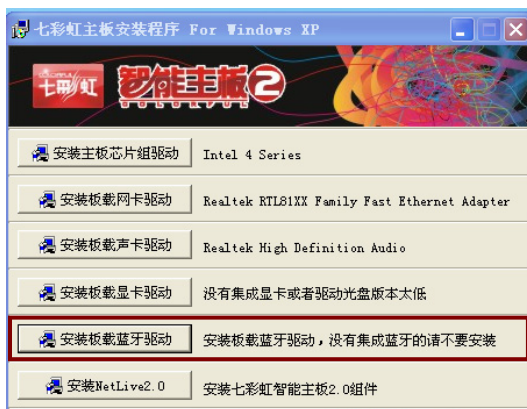 七彩虹主板安装程序 For Windows XP
COLORFUL
七彩虹
智能主板2
COLORFUL
安装主板芯片组驱动 Intel 4 Series
安装板载网卡驱动 Realtek RTL81XX Family Fast Ethernet Adapter
安装板载声卡驱动 Realtek High Definition Audio
安装板载显卡驱动 没有集成显卡或者驱动光盘版本太低
安装板载蓝牙驱动 安装板载蓝牙驱动，没有集成蓝牙的请不要安装
安装NetLive2.0 安装七彩虹智能主板2.0组件